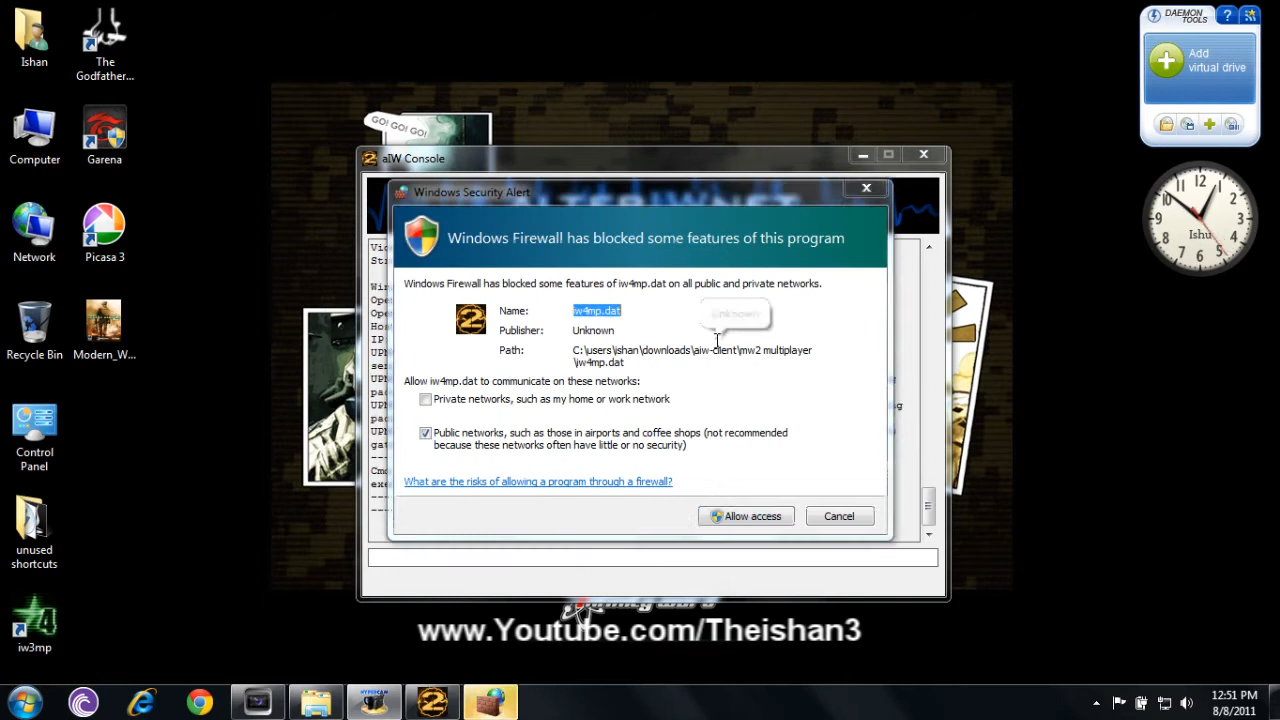 Ishan
The
Godfather...
Computer
Garena
Network
Picasa 3
Recycle Bin
Modern_W...
Control
Panel
unused
shortcuts
iw3mp
DAEMON
TOOLS
?
Add
virtual drive
12
Ishu
GO! GO! GO!
aIW Console
Windows Security Alert
Windows Firewall has blocked some features of this program
Windows Firewall has blocked some features of iw4mp.dat on all public and private networks.
Name: iw4mp.dat
Unknown
Publisher: Unknown
Path: C:\users\ishan\downloads\aiw-client\mw2 multiplayer
\iw4mp.dat
Allow iw4mp.dat to communicate on these networks:
Private networks, such as my home or work network
Public networks, such as those in airports and coffee shops (not recommended
because these networks often have little or no security)
What are the risks of allowing a program through a firewall?
Allow access
Cancel
www.Youtube.com/Theishan3
HYPERCAM
12:51 PM
8/8/2011